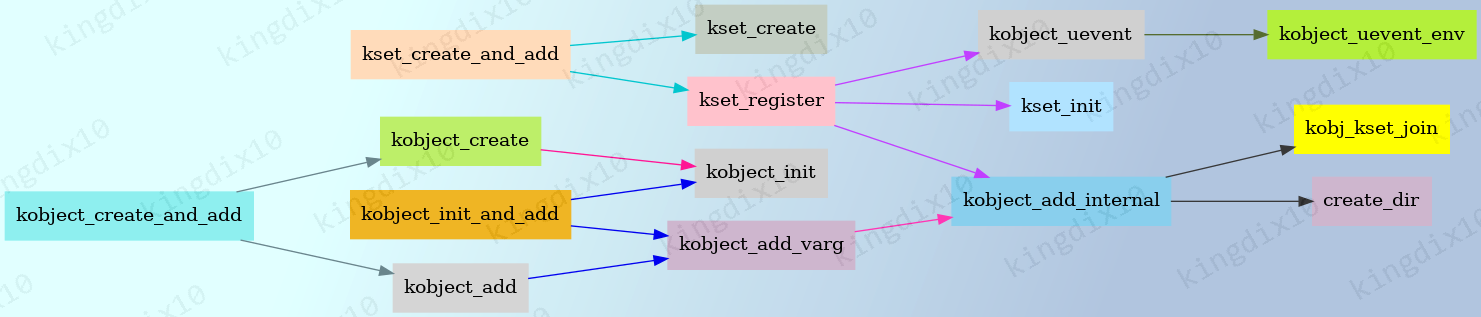 kset_create_and_add
kset_create
kobject_uevent
kobject_uevent_env
kset_register
kset_init
kobject_create
kobj_kset_join
kobject_init
kobject_create_and_add
kobject_init_and_add
kobject_add_internal
create_dir
kobject_add_varg
kobject_add
kingdix10